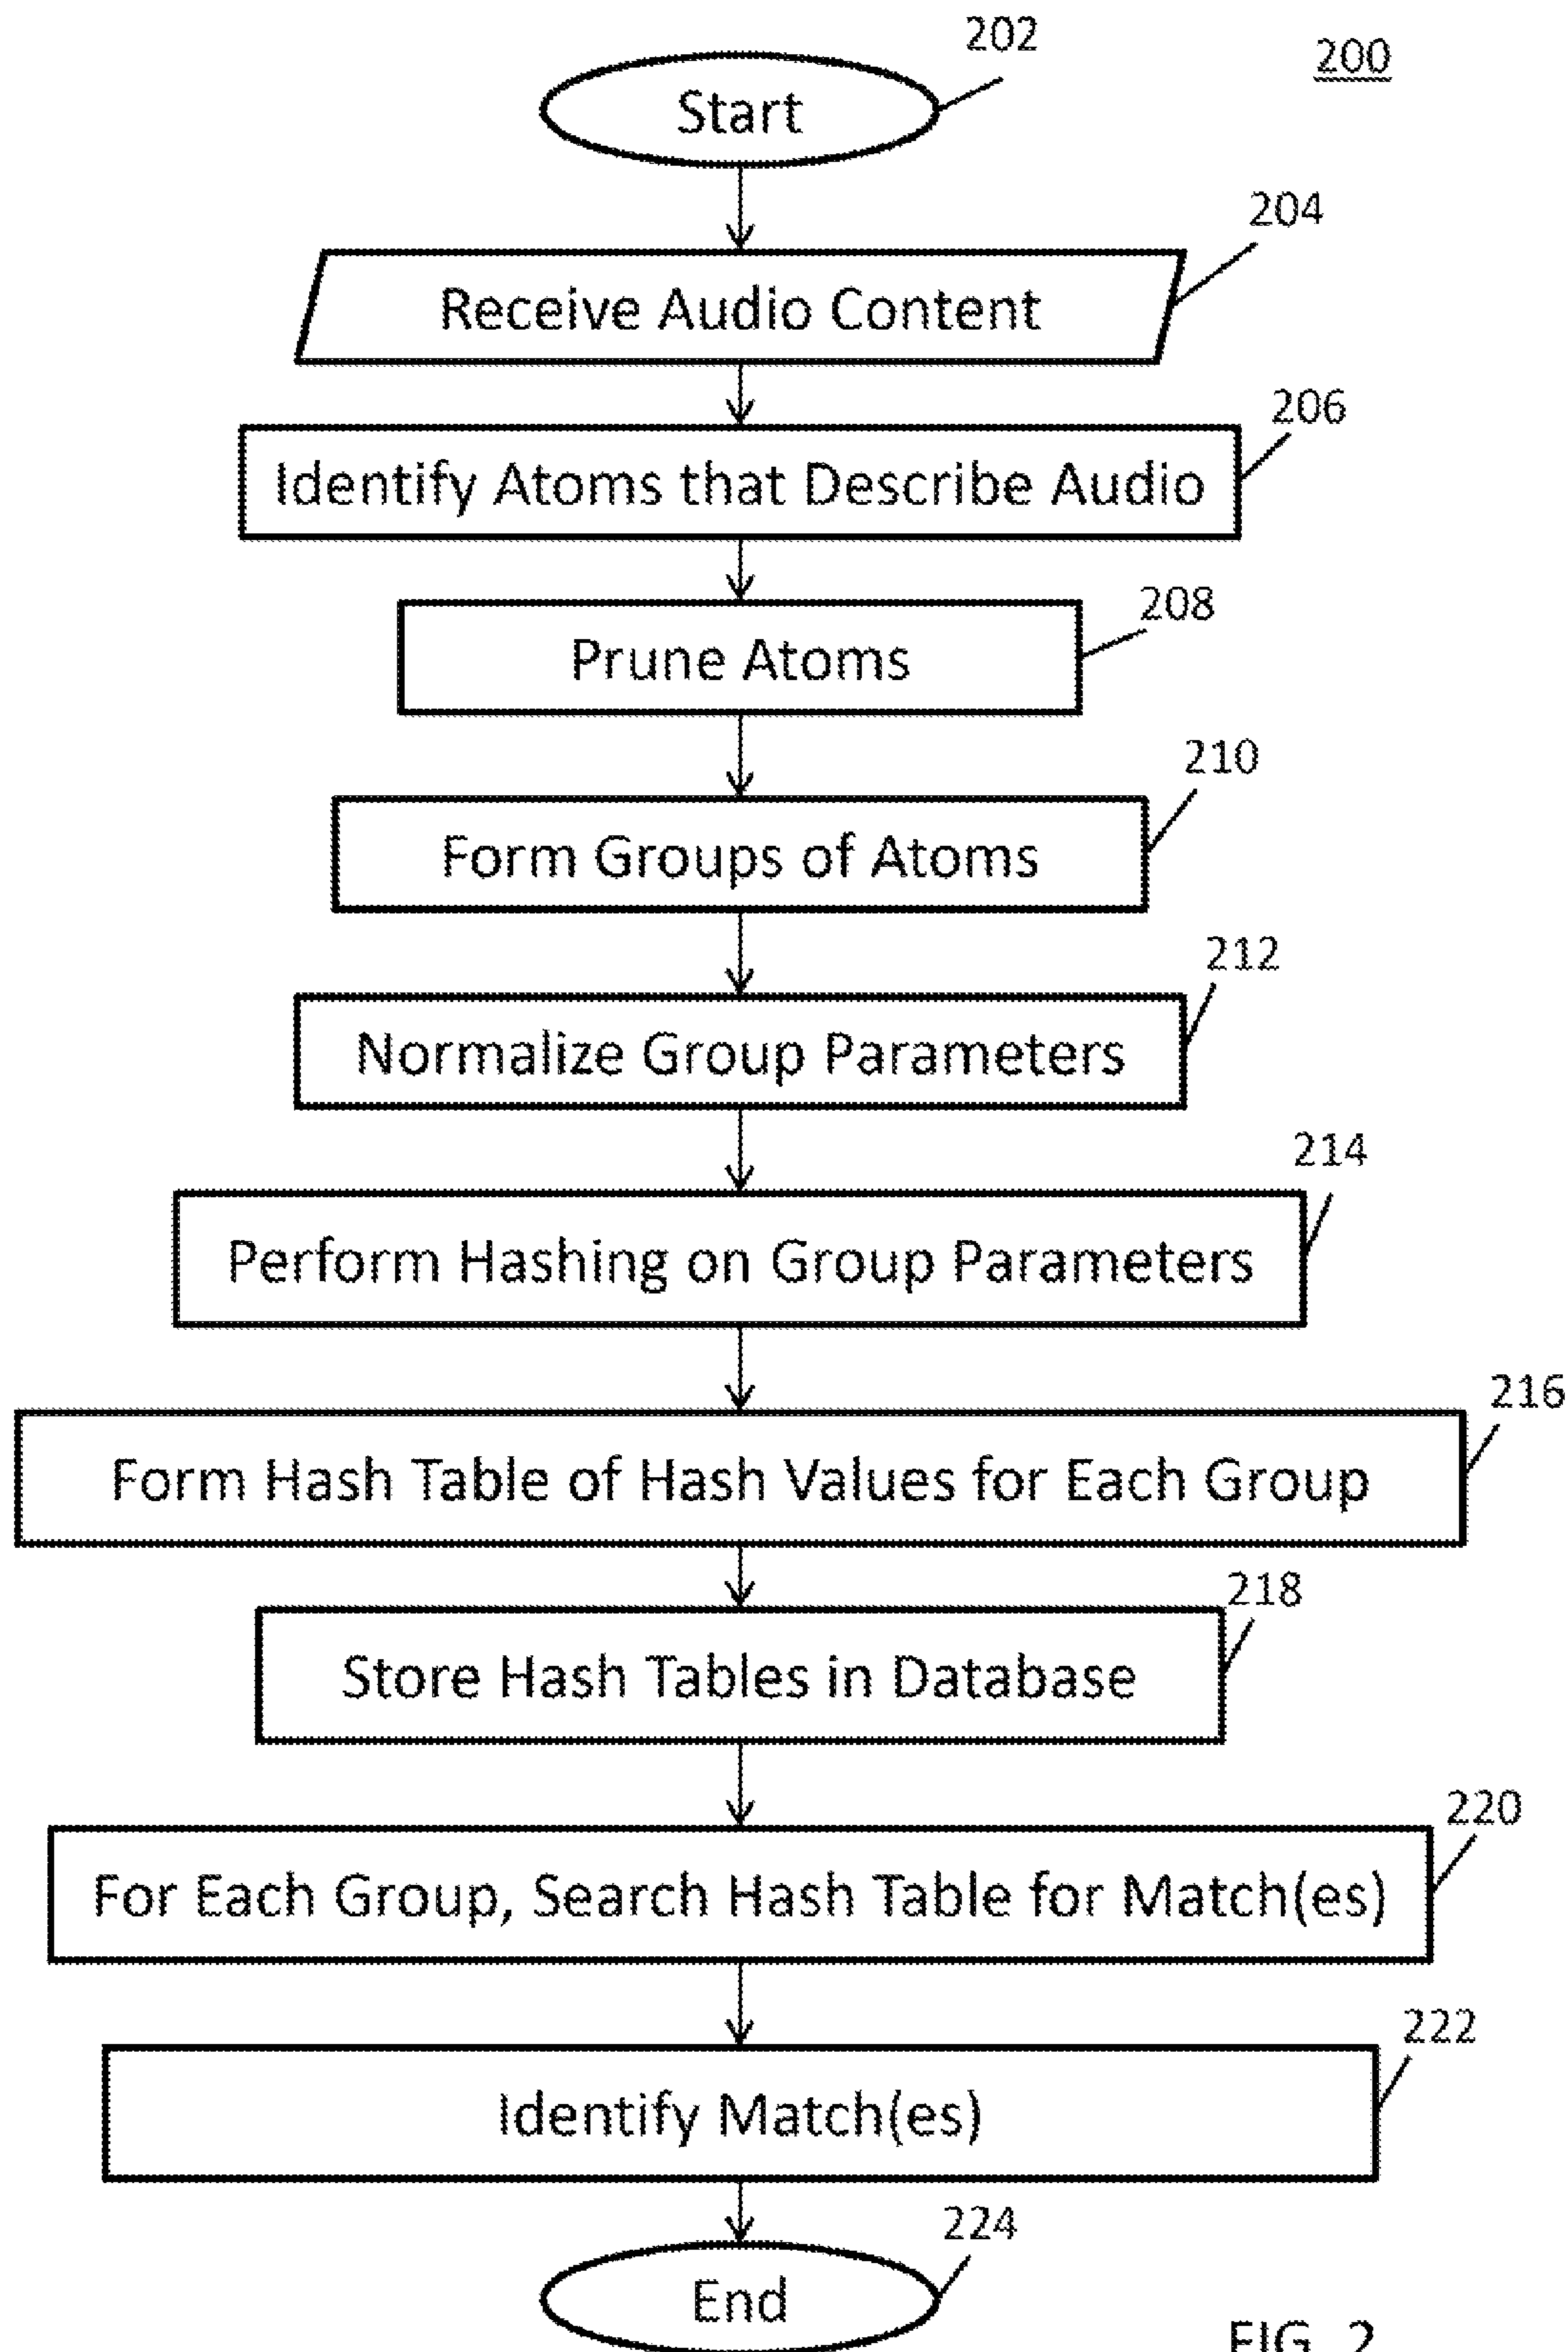 202
200
Start
204
Receive Audio Content
206
Identify Atoms that Describe Audio
208
Prune Atoms
210
Form Groups of Atoms
212
Normalize Group Parameters
214
Perform Hashing on Group Parameters
216
Form Hash Table of Hash Values for Each Group
218
Store Hash Tables in Database
220
For Each Group, Search Hash Table for Match(es)
222
Identify Match(es)
224
End
FIG. 2